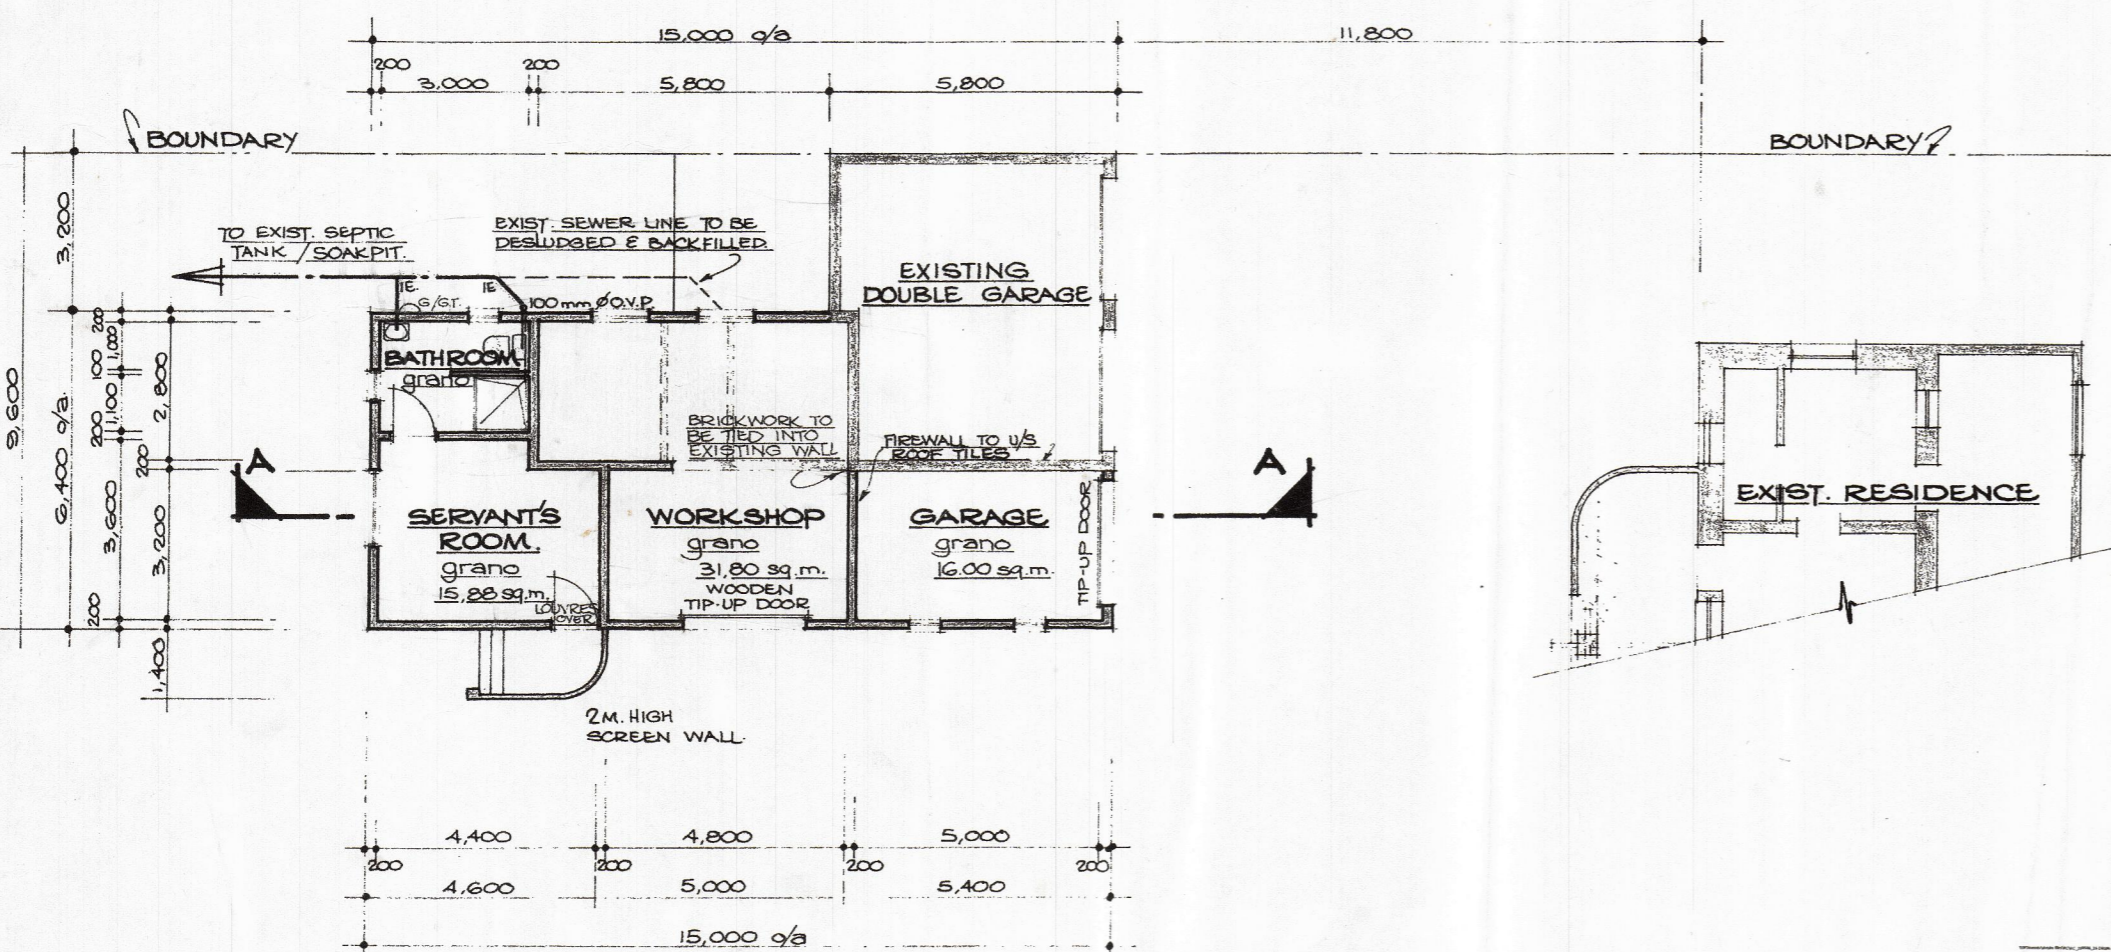 15,000 o/a
11,800
200
200
3,000
5,800
5,800
BOUNDARY
BOUNDARY
3,200
TO EXIST. SEPTIC
TANK / SOAKPIT.
EXIST. SEWER LINE TO BE
DESLUDGED & BACKFILLED.
EXISTING
DOUBLE GARAGE
IE.
IE
G/G.T.
100mm Ø O.V.P.
200
1,000
100
1,100
200
2,800
200
9,600
6,400 o/a
3,600
3,200
200
1,400
BATHROOM
grano
BRICKWORK TO
BE TIED INTO
EXISTING WALL
FIREWALL TO U/S
ROOF TILES
A
A
SERVANT'S
ROOM.
grano
15,88 sq.m.
LOUVRES
OVER
WORKSHOP
grano
31,80 sq.m.
WOODEN
TIP-UP DOOR
GARAGE
grano
16.00 sq.m.
TIP-UP DOOR
EXIST. RESIDENCE
2M. HIGH
SCREEN WALL.
4,400
4,800
5,000
200
200
200
200
4,600
5,000
5,400
15,000 o/a